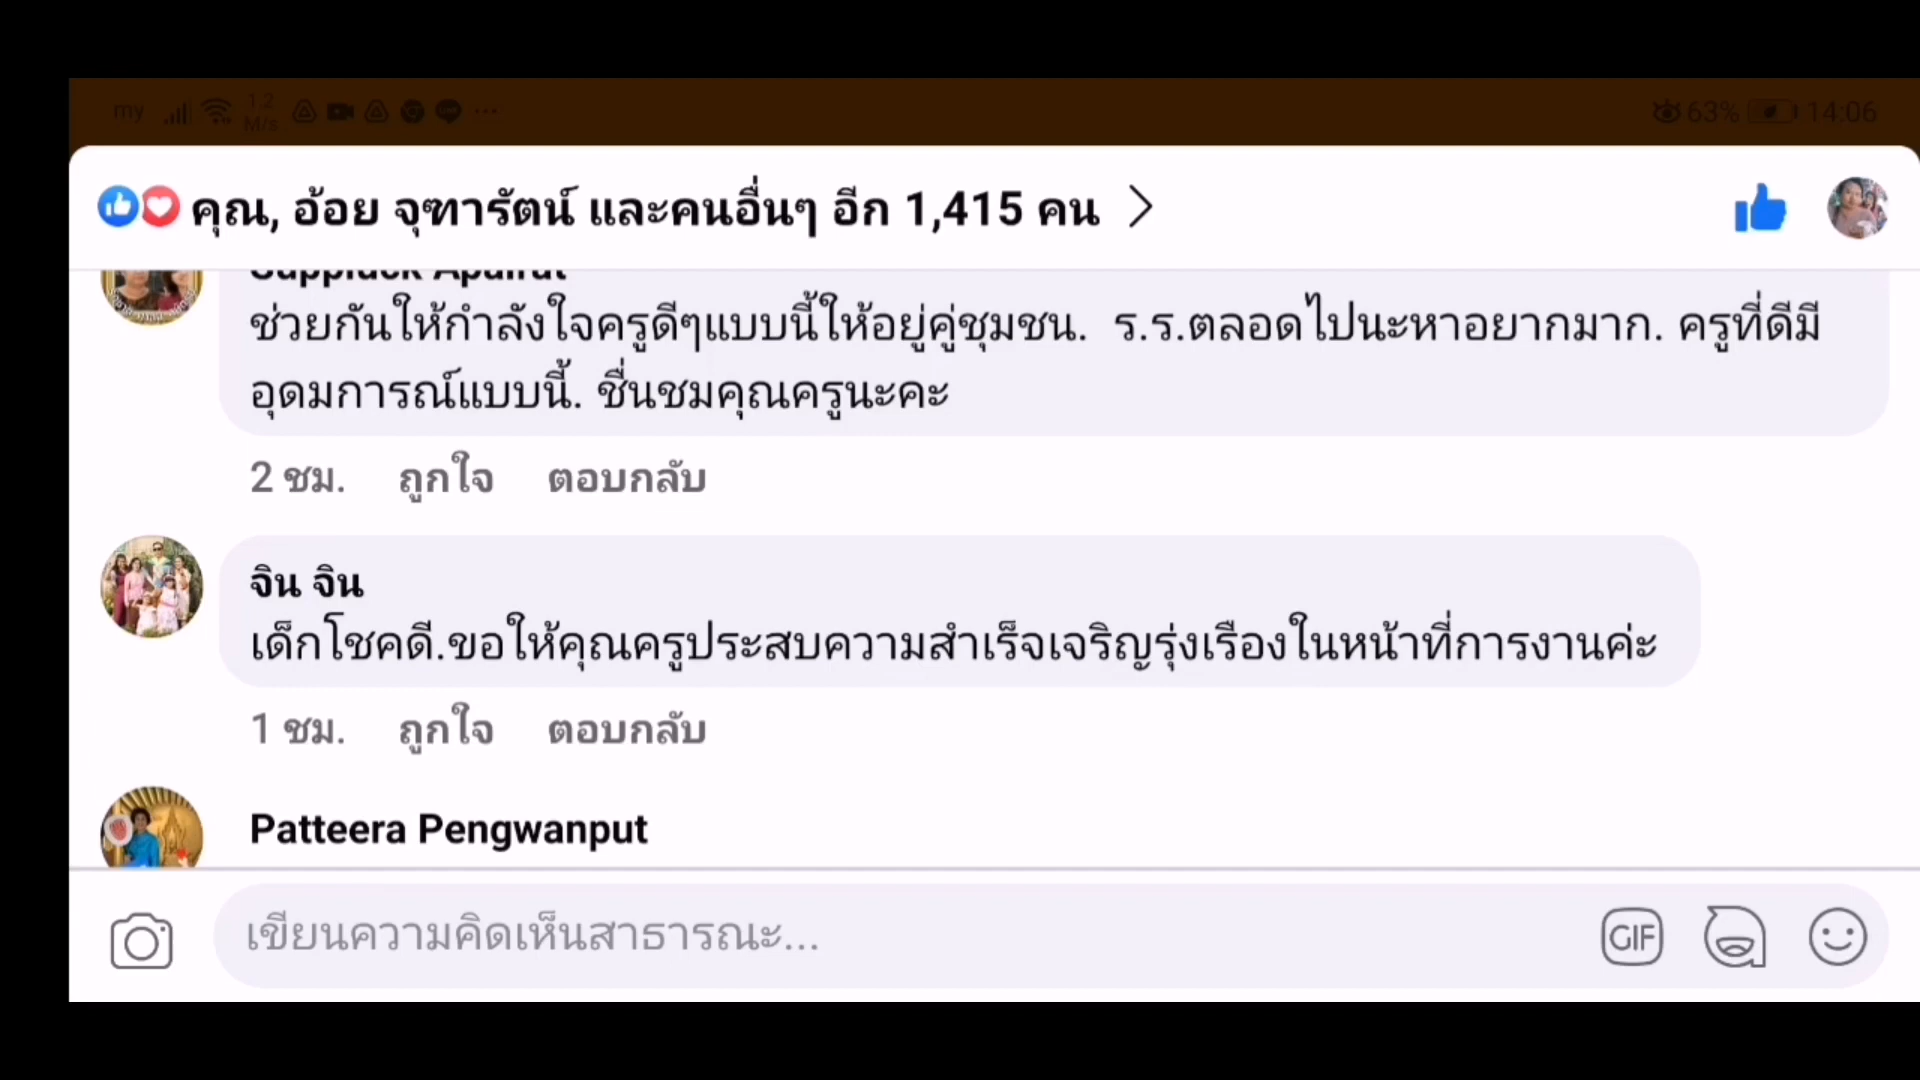 my 1.2 M/s 63% 14:06
คุณ, อ้อย จุฑารัตน์ และคนอื่นๆ อีก 1,415 คน
ช่วยกันให้กำลังใจครูดีๆแบบนี้ให้อยู่คู่ชุมชน. ร.ร.ตลอดไปนะหาอยากมาก. ครูที่ดีมี
อุดมการณ์แบบนี้. ชื่นชมคุณครูนะคะ
2 ชม. ถูกใจ ตอบกลับ
จิน จิน
เด็กโชคดี.ขอให้คุณครูประสบความสำเร็จเจริญรุ่งเรืองในหน้าที่การงานค่ะ
1 ชม. ถูกใจ ตอบกลับ
Patteera Pengwanput
เขียนความคิดเห็นสาธารณะ...
GIF